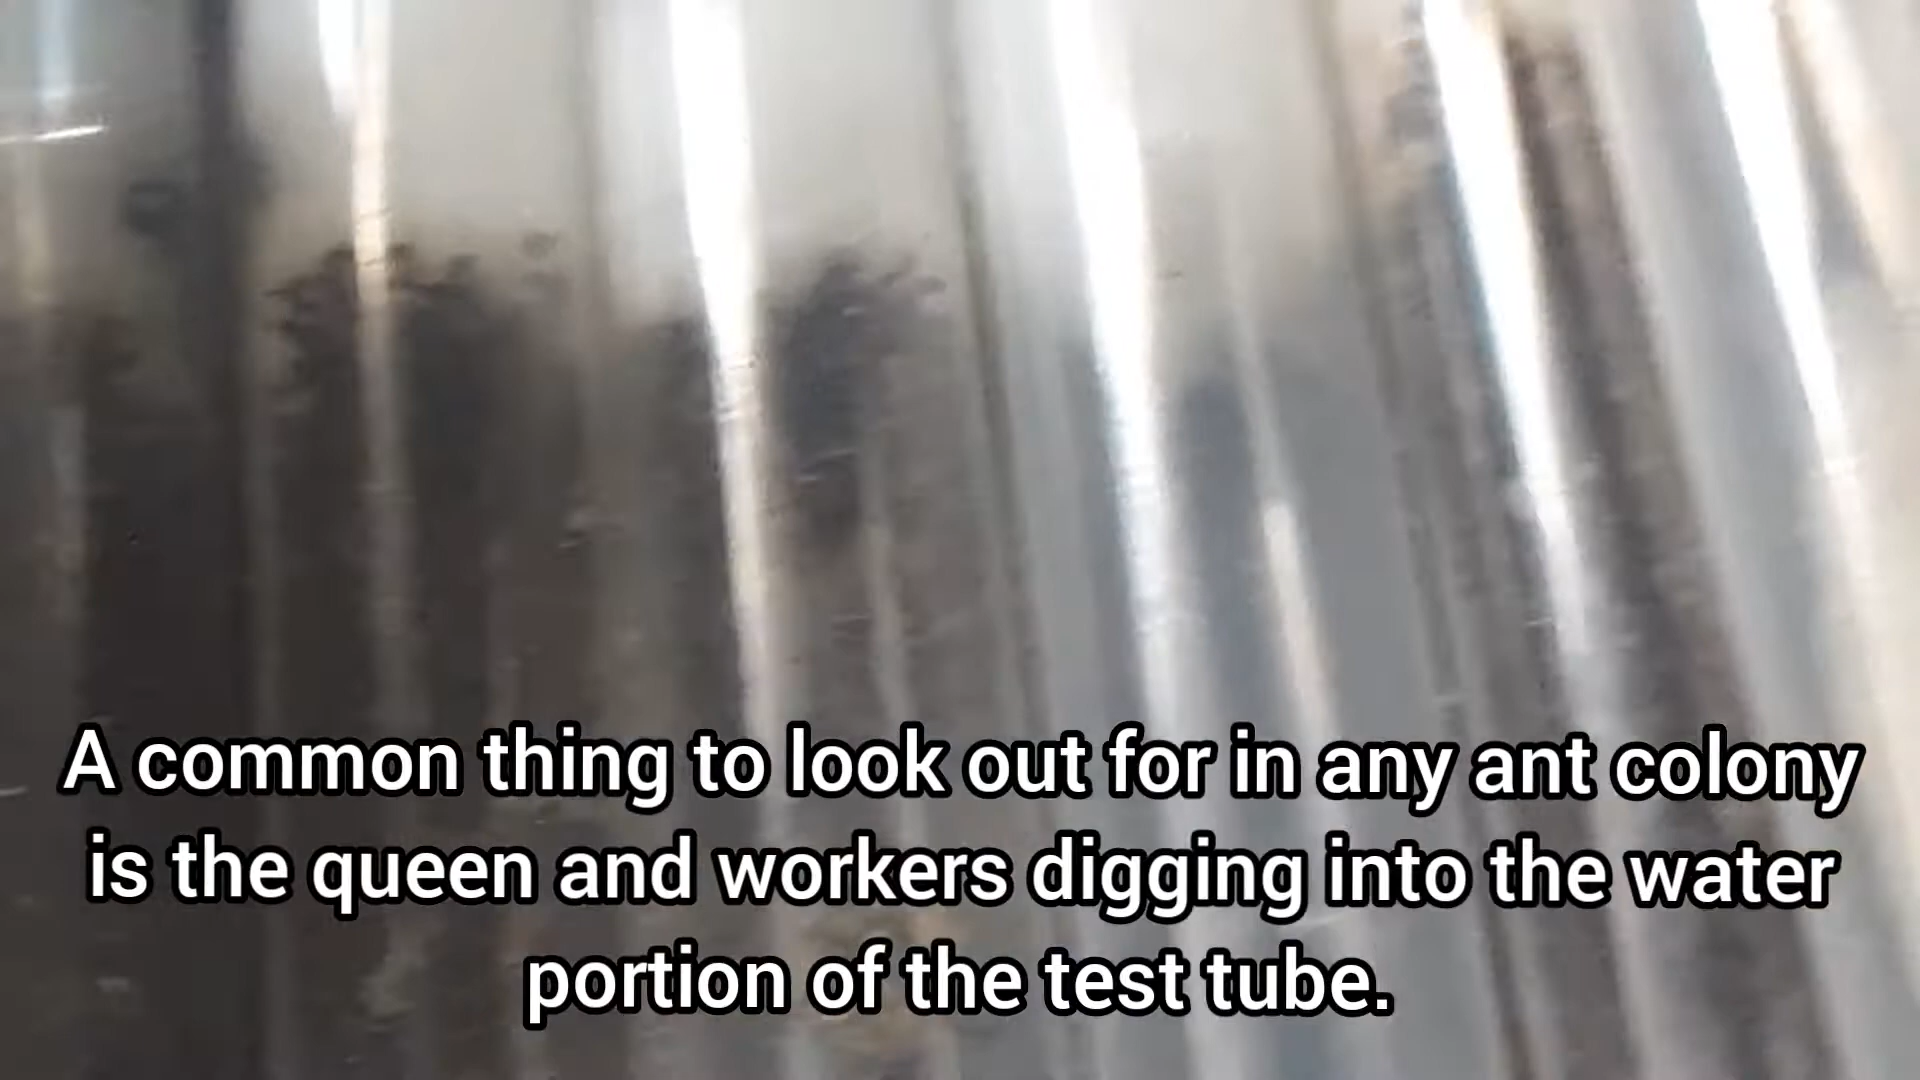 A common thing to look out for in any ant colony
is the queen and workers digging into the water
portion of the test tube.